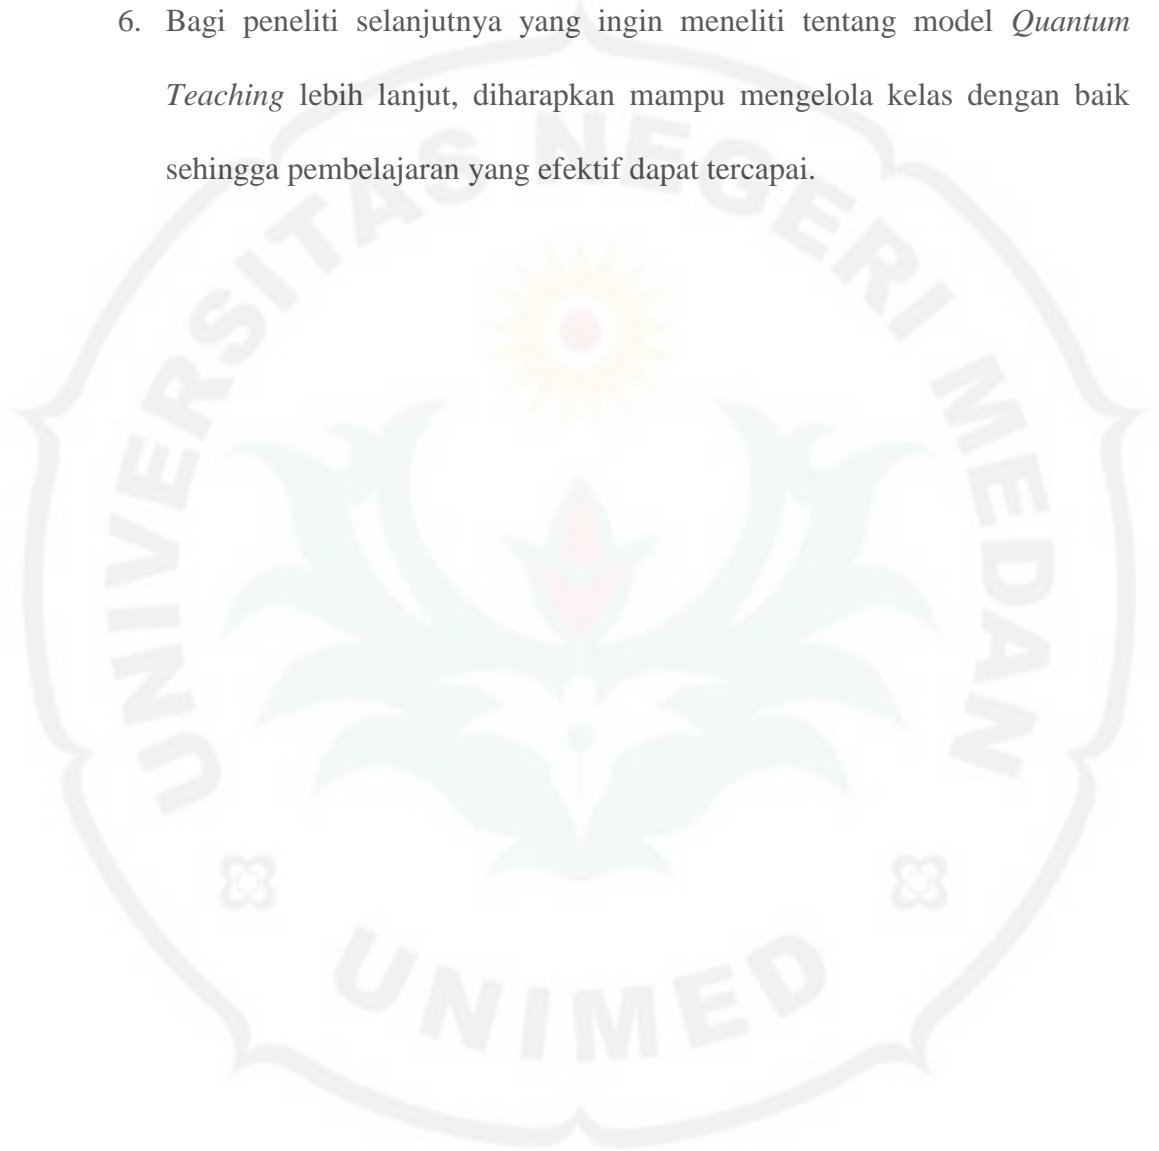 6. Bagi peneliti selanjutnya yang ingin meneliti tentang model Quantum
Teaching lebih lanjut, diharapkan mampu mengelola kelas dengan baik
sehingga pembelajaran yang efektif dapat tercapai.
UNIVERSITAS NEGERI MEDAN
UNIMED